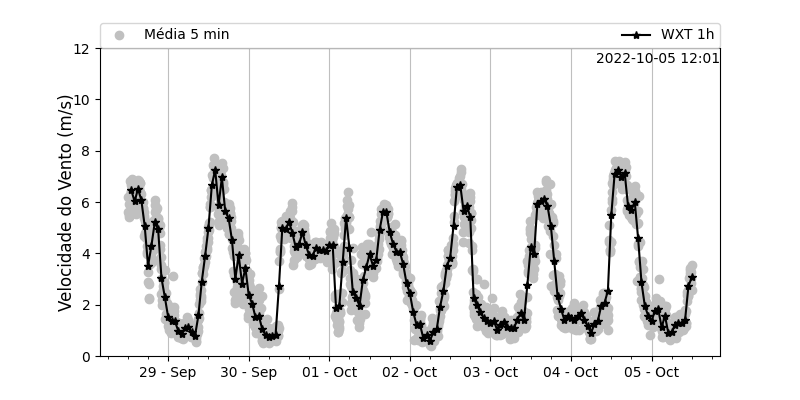 Média 5 min
WXT 1h
2022-10-05 12:01
Velocidade do Vento (m/s)
12
10
8
6
4
2
0
29 - Sep
30 - Sep
01 - Oct
02 - Oct
03 - Oct
04 - Oct
05 - Oct